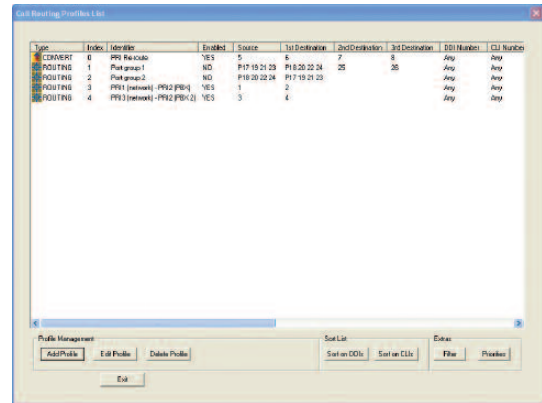 Call Routing Profiles List
Type Index Identifier Enabled Source 1st Destination 2nd Destination 3rd Destination DDI Number CLI Number
CONVERT 0 PRI Re-route YES 5 6 7 8 Any Any
ROUTING 1 Port group 1 NO P17 19 21 23 P18 20 22 24 25 26 Any Any
ROUTING 2 Port group 2 NO P18 20 22 24 P17 19 21 23 Any Any
ROUTING 3 PRI1 (network) - PRI2 (PBX) YES 1 2 Any Any
ROUTING 4 PRI3 (network) - PRI2 (PBX 2) YES 3 4 Any Any
Profile Management Sort List Extras
Add Profile Edit Profile Delete Profile Sort on DDIs Sort on CLIs Filter Priorities
Exit